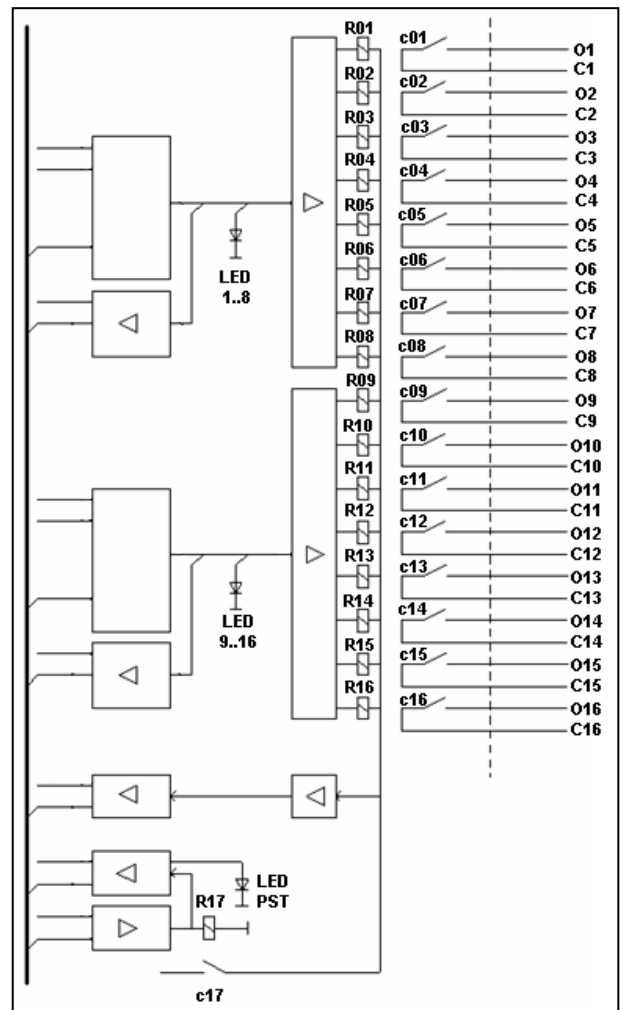 R01 c01 O1
C1
R02 c02 O2
C2
R03 c03 O3
C3
R04 c04 O4
C4
R05 c05 O5
C5
R06 c06 O6
C6
R07 c07 O7
C7
R08 c08 O8
C8
LED
1..8
R09 c09 O9
C9
R10 c10 O10
C10
R11 c11 O11
C11
R12 c12 O12
C12
R13 c13 O13
C13
R14 c14 O14
C14
R15 c15 O15
C15
R16 c16 O16
C16
LED
9..16
LED
PST
R17
c17